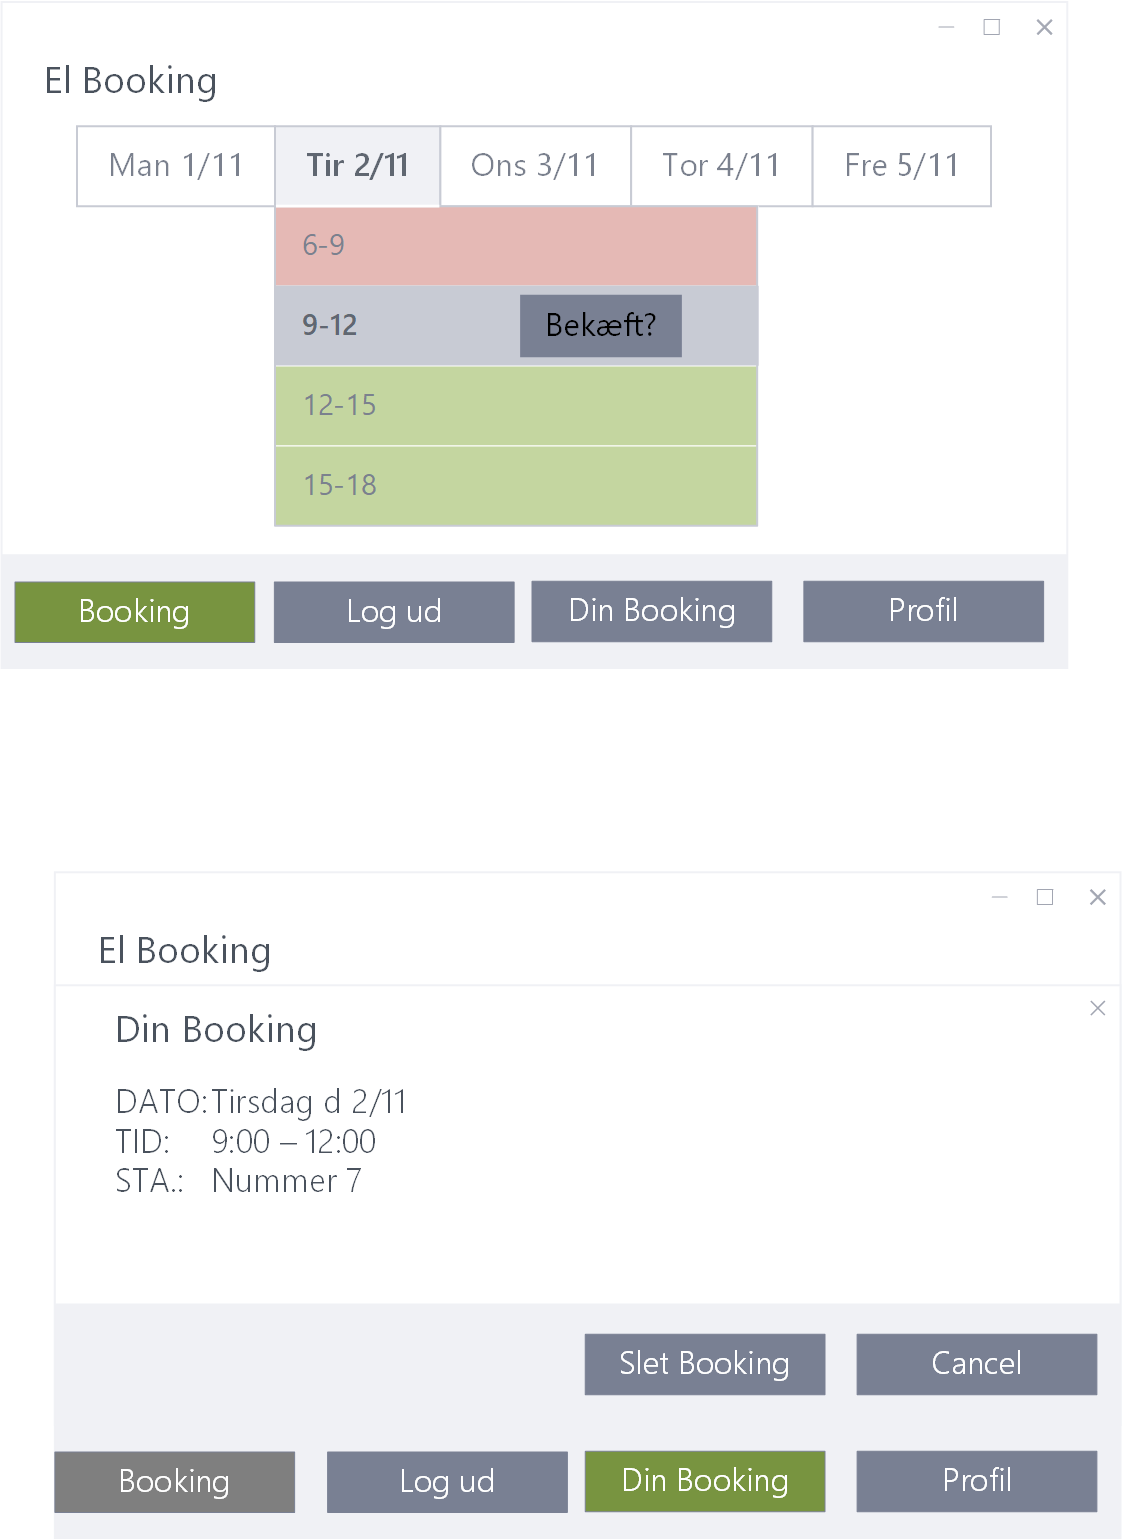 El Booking
Man 1/11 Tir 2/11 Ons 3/11 Tor 4/11 Fre 5/11
6-9
9-12 Bekæft?
12-15
15-18
Booking Log ud Din Booking Profil
El Booking
Din Booking
DATO: Tirsdag d 2/11
TID: 9:00 – 12:00
STA.: Nummer 7
Slet Booking Cancel
Booking Log ud Din Booking Profil